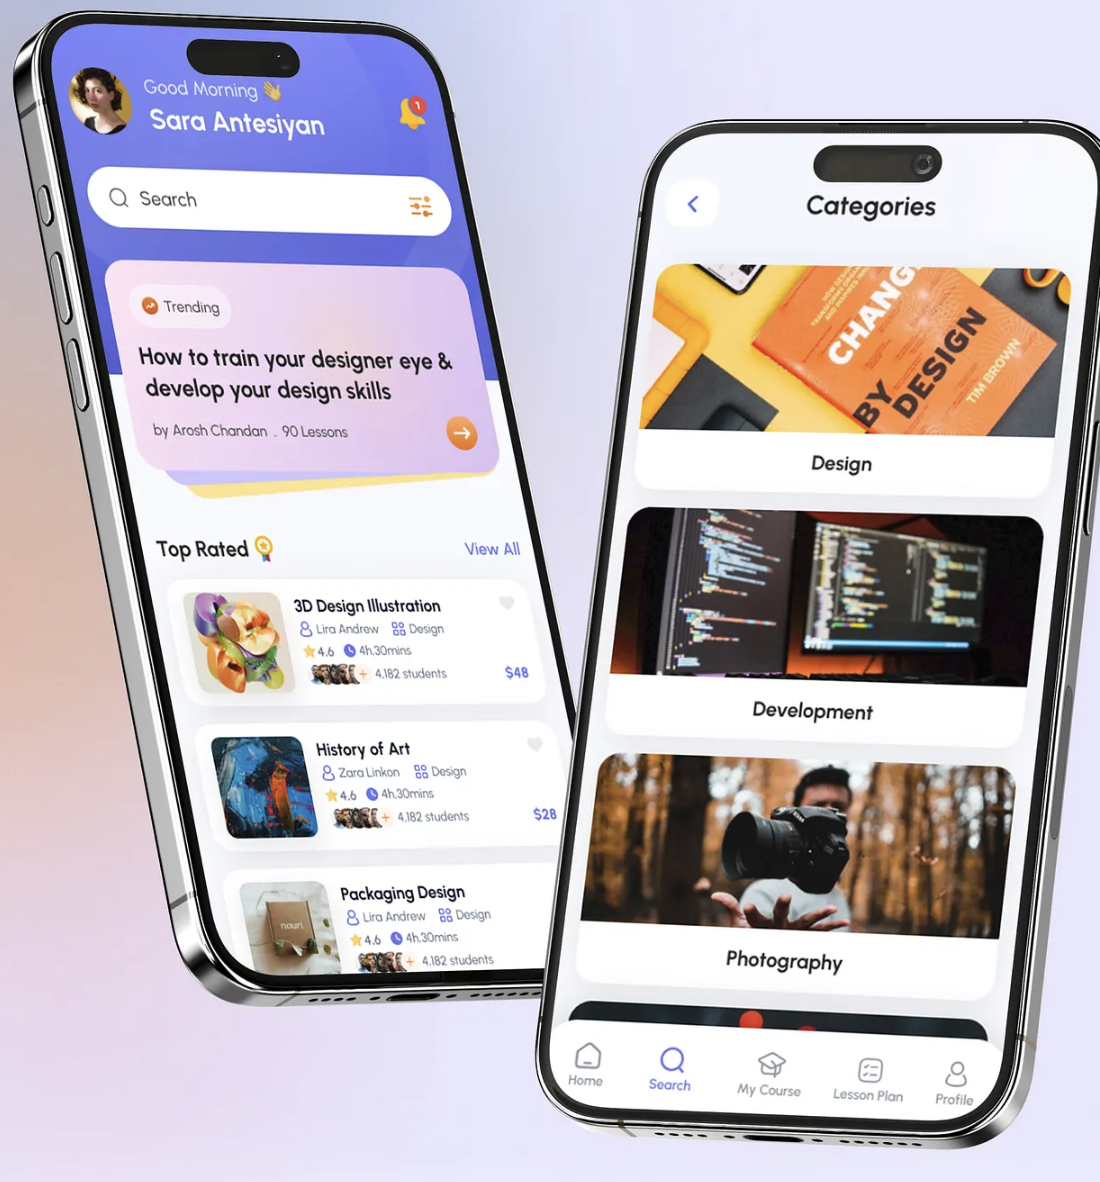 Good Morning 👋
Sara Antesiyan
1
Search
Trending
How to train your designer eye &
develop your design skills
by Arosh Chandan . 90 Lessons
Top Rated
View All
3D Design Illustration
Lira Andrew
Design
4.6
4h,30mins
4,182 students
$48
History of Art
Zara Linkon
Design
4.6
4h,30mins
4,182 students
$28
Packaging Design
nouri.
Lira Andrew
Design
4.6
4h,30mins
4,182 students
Categories
CHANG
BY
DESIGN
TIM BROWN
Design
Development
Photography
Home
Search
My Course
Lesson Plan
Profile